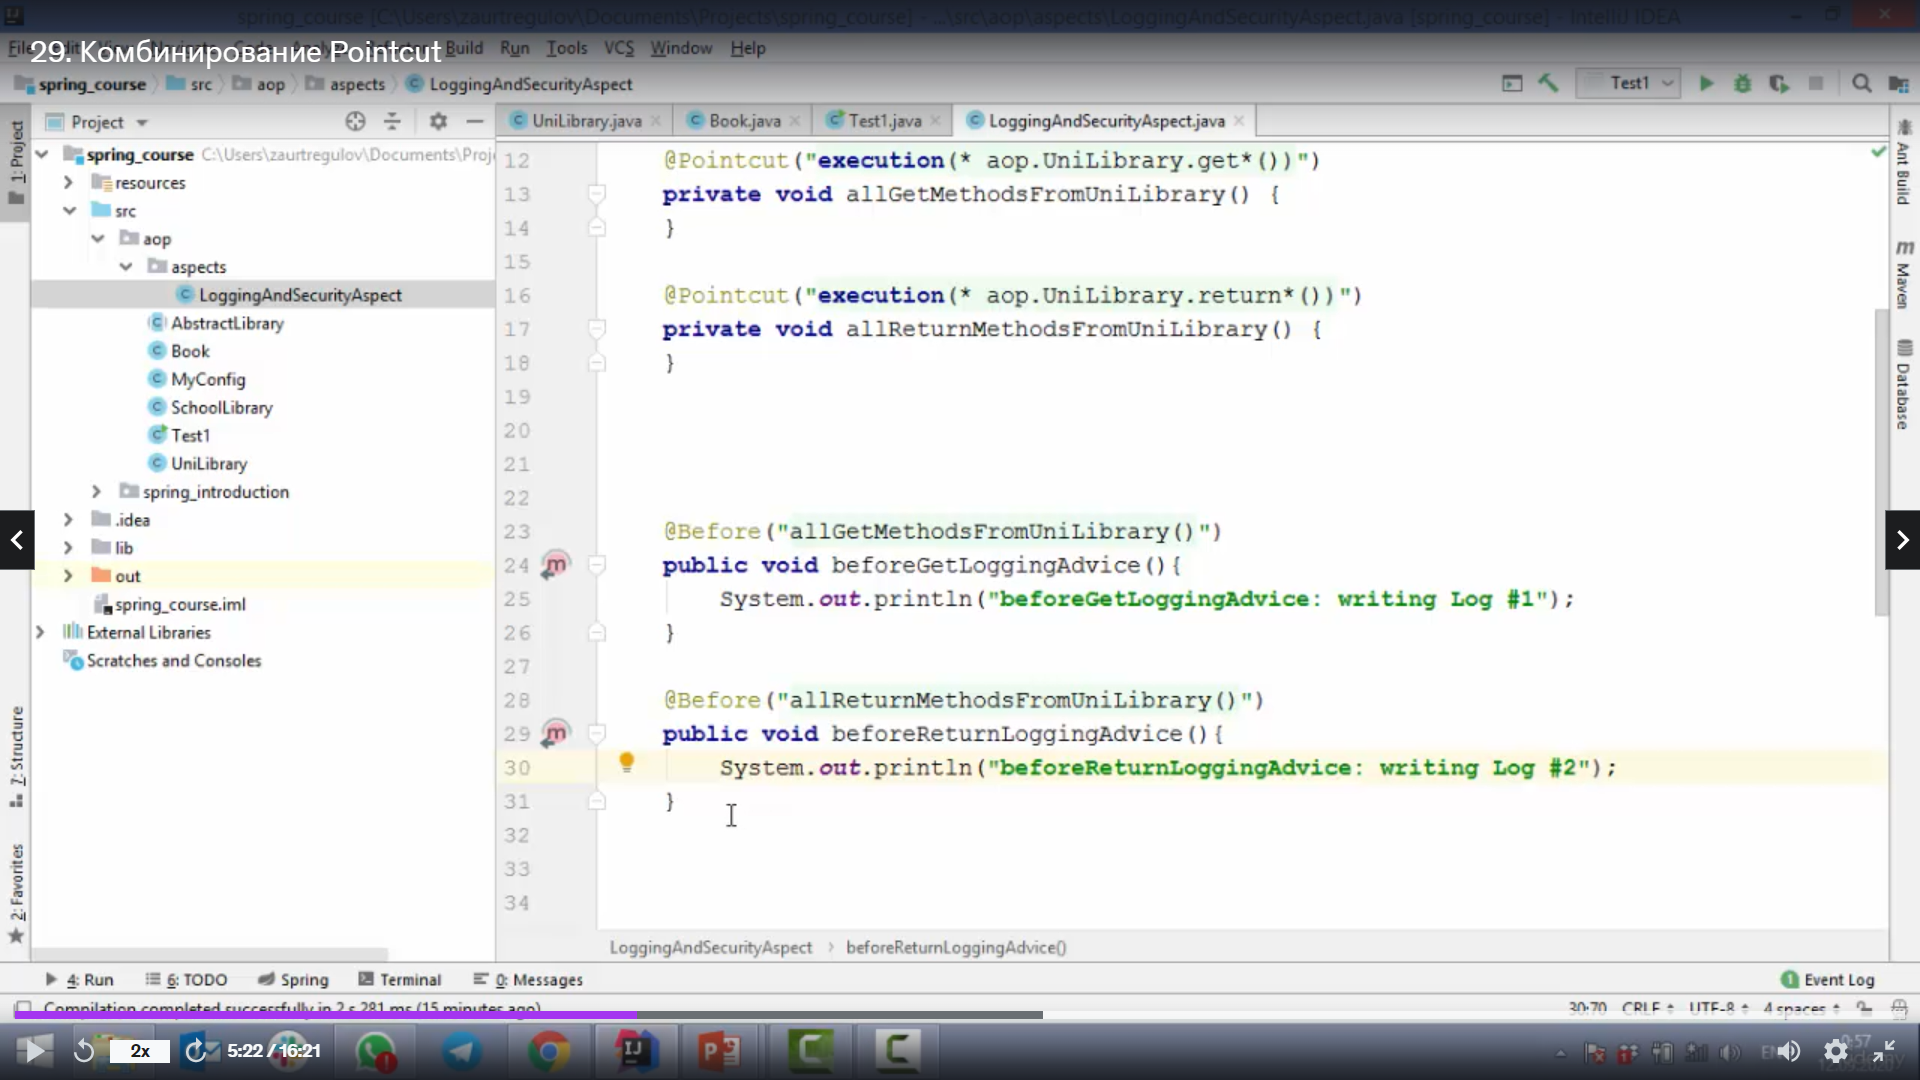 spring_course [C:\Users\zaurtregulov\Documents\Projects\spring_course] - ...\src\aop\aspects\LoggingAndSecurityAspect.java [spring_course] - IntelliJ IDEA
29. Комбинирование Pointcut
File Build Run Tools VCS Window Help
spring_course src aop aspects LoggingAndSecurityAspect
Test1
Project
UniLibrary.java Book.java Test1.java LoggingAndSecurityAspect.java
1: Project
7: Structure
2: Favorites
spring_course C:\Users\zaurtregulov\Documents\Proj
resources
src
aop
aspects
LoggingAndSecurityAspect
AbstractLibrary
Book
MyConfig
SchoolLibrary
Test1
UniLibrary
spring_introduction
.idea
lib
out
spring_course.iml
External Libraries
Scratches and Consoles
12 @Pointcut("execution(* aop.UniLibrary.get*())")
13 private void allGetMethodsFromUniLibrary() {
14 }
15
16 @Pointcut("execution(* aop.UniLibrary.return*())")
17 private void allReturnMethodsFromUniLibrary() {
18 }
19
20
21
22
23 @Before("allGetMethodsFromUniLibrary()")
24 public void beforeGetLoggingAdvice(){
25 System.out.println("beforeGetLoggingAdvice: writing Log #1");
26 }
27
28 @Before("allReturnMethodsFromUniLibrary()")
29 public void beforeReturnLoggingAdvice(){
30 System.out.println("beforeReturnLoggingAdvice: writing Log #2");
31 }
32
33
34
LoggingAndSecurityAspect beforeReturnLoggingAdvice()
Ant Build
Maven
Database
4: Run 6: TODO Spring Terminal 0: Messages
1 Event Log
Compilation completed successfully in 2 s 281 ms (15 minutes ago)
30:70 CRLF UTF-8 4 spaces
2x 5:22 / 16:21